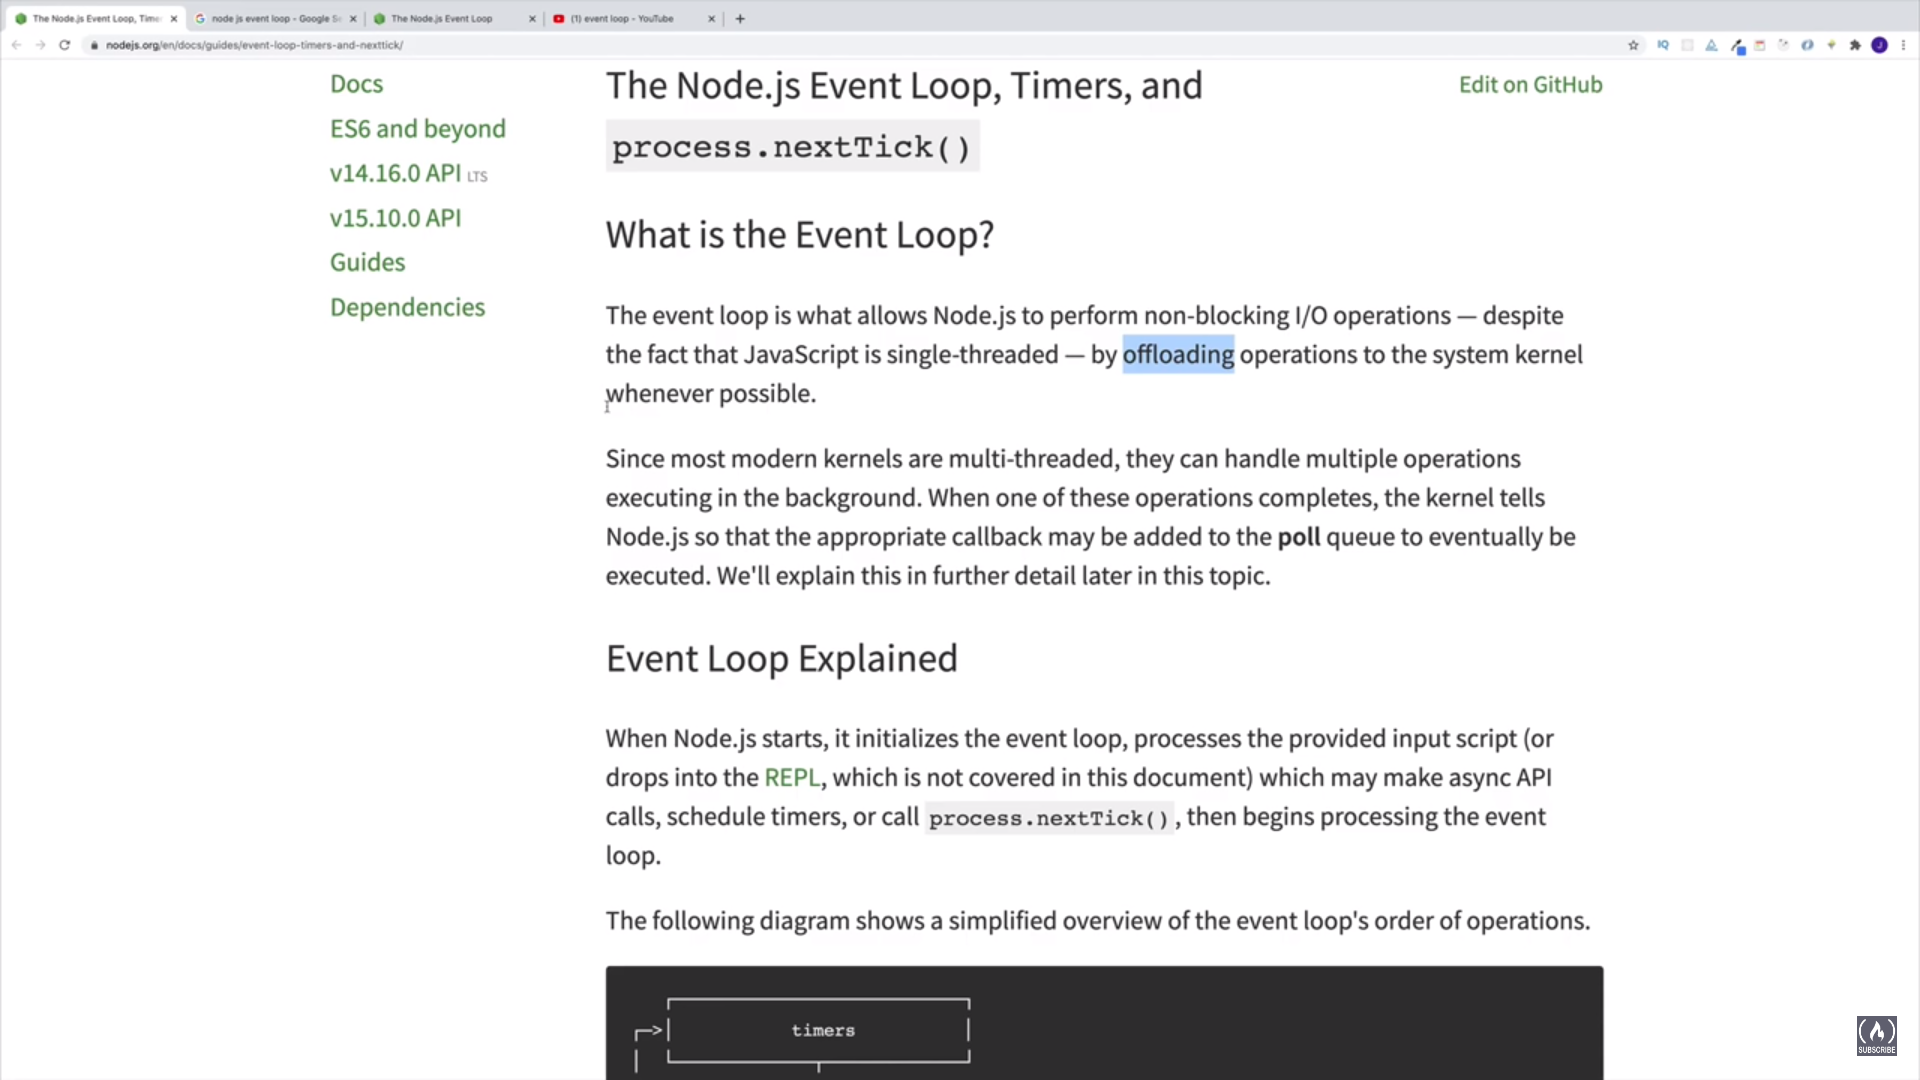 The Node.js Event Loop, Time
node js event loop - Google Se
The Node.js Event Loop
(1) event loop - YouTube
nodejs.org/en/docs/guides/event-loop-timers-and-nexttick/
Docs
ES6 and beyond
v14.16.0 API LTS
v15.10.0 API
Guides
Dependencies
The Node.js Event Loop, Timers, and
process.nextTick()
Edit on GitHub
What is the Event Loop?
The event loop is what allows Node.js to perform non-blocking I/O operations — despite
the fact that JavaScript is single-threaded — by offloading operations to the system kernel
whenever possible.
Since most modern kernels are multi-threaded, they can handle multiple operations
executing in the background. When one of these operations completes, the kernel tells
Node.js so that the appropriate callback may be added to the poll queue to eventually be
executed. We'll explain this in further detail later in this topic.
Event Loop Explained
When Node.js starts, it initializes the event loop, processes the provided input script (or
drops into the REPL, which is not covered in this document) which may make async API
calls, schedule timers, or call process.nextTick(), then begins processing the event
loop.
The following diagram shows a simplified overview of the event loop's order of operations.
timers
SUBSCRIBE